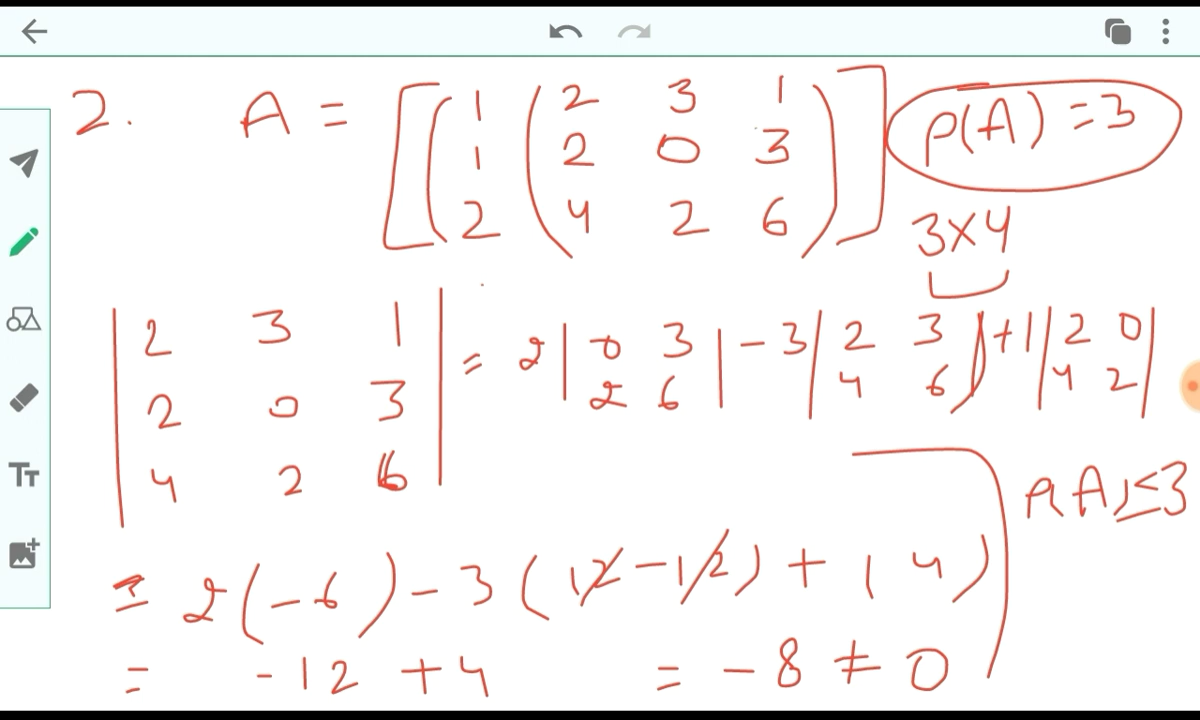 2. A = [ 1 2 3 1 ] ρ(A) = 3
1 2 0 3
2 4 2 6
3×4
| 2 3 1 | = 2 | 0 3 | - 3 | 2 3 | + 1 | 2 0 |
2 0 3 2 6 4 6 4 2
4 2 6
ρ(A) ≤ 3
= 2(-6) - 3(12-12) + 1(4)
= -12 + 4 = -8 ≠ 0
TT